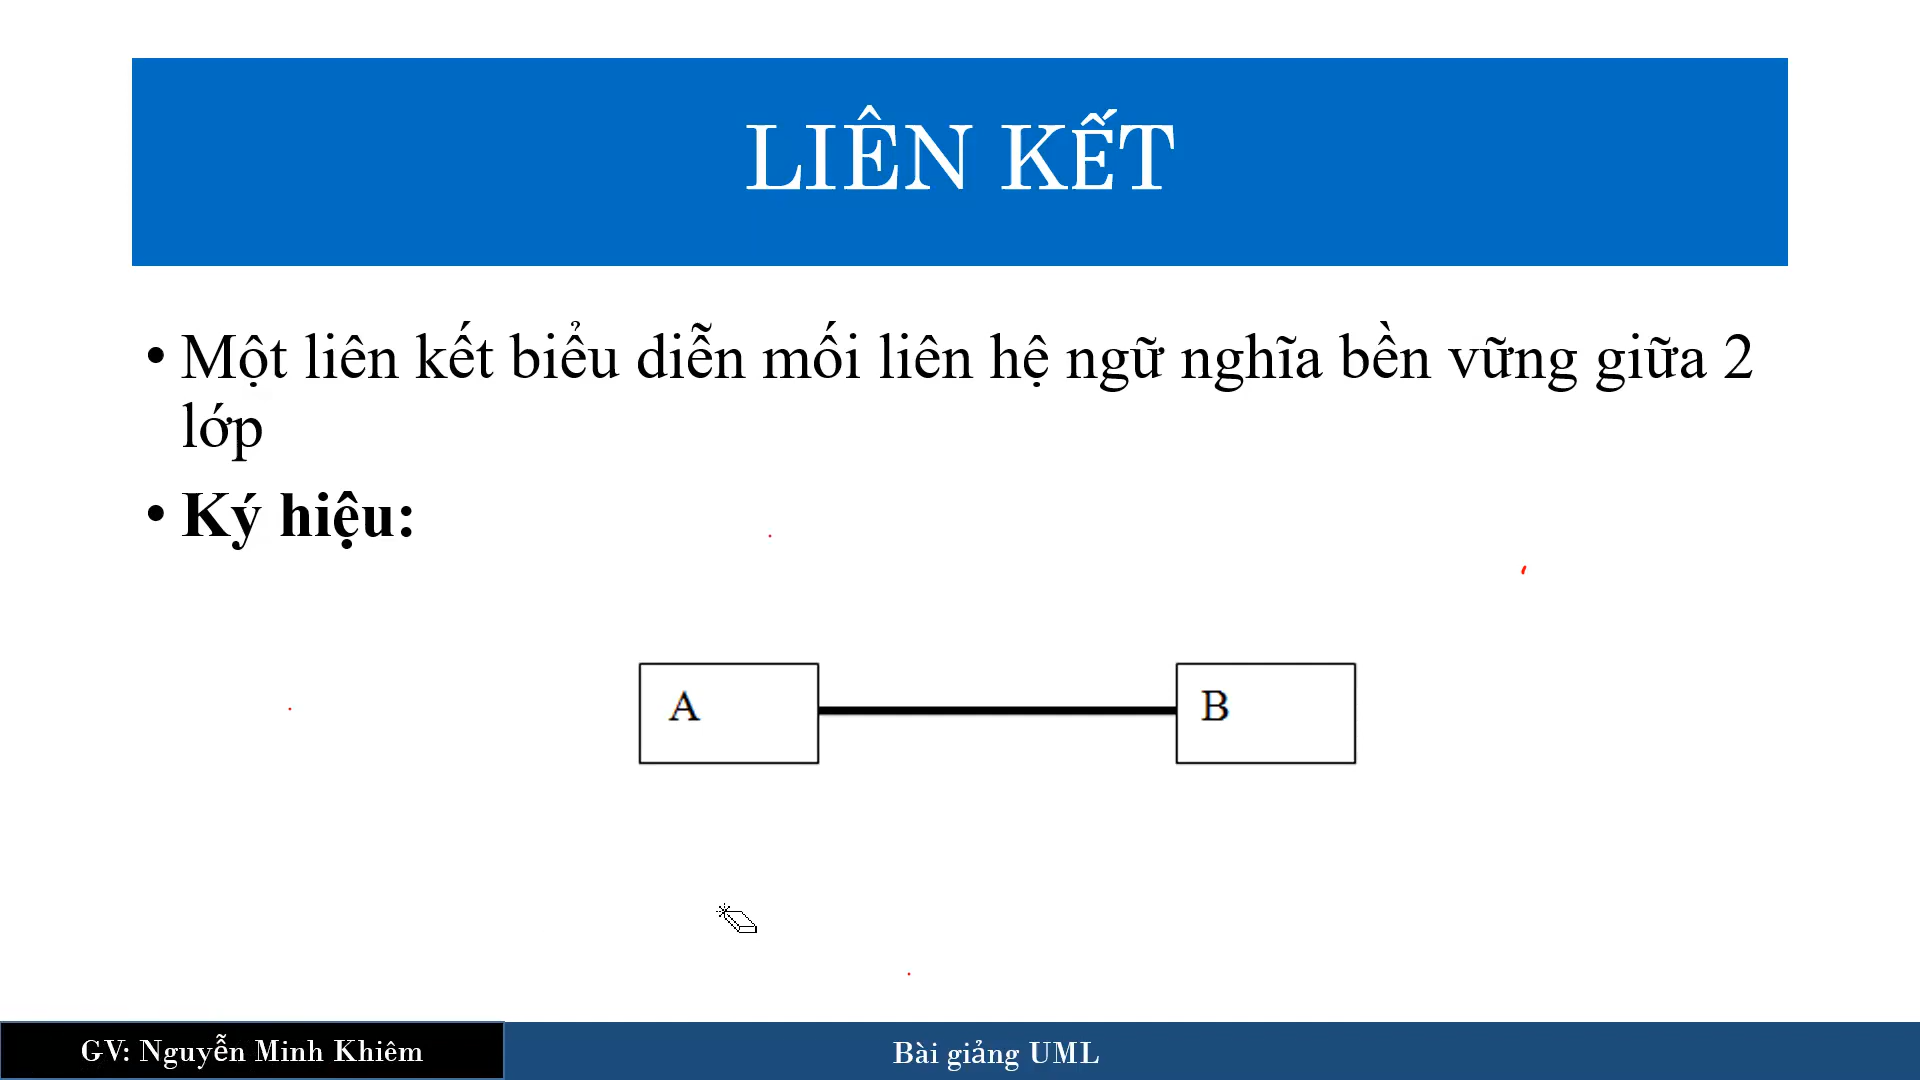 LIÊN KẾT
• Một liên kết biểu diễn mối liên hệ ngữ nghĩa bền vững giữa 2
lớp
• Ký hiệu:
A
B
GV: Nguyễn Minh Khiêm
Bài giảng UML